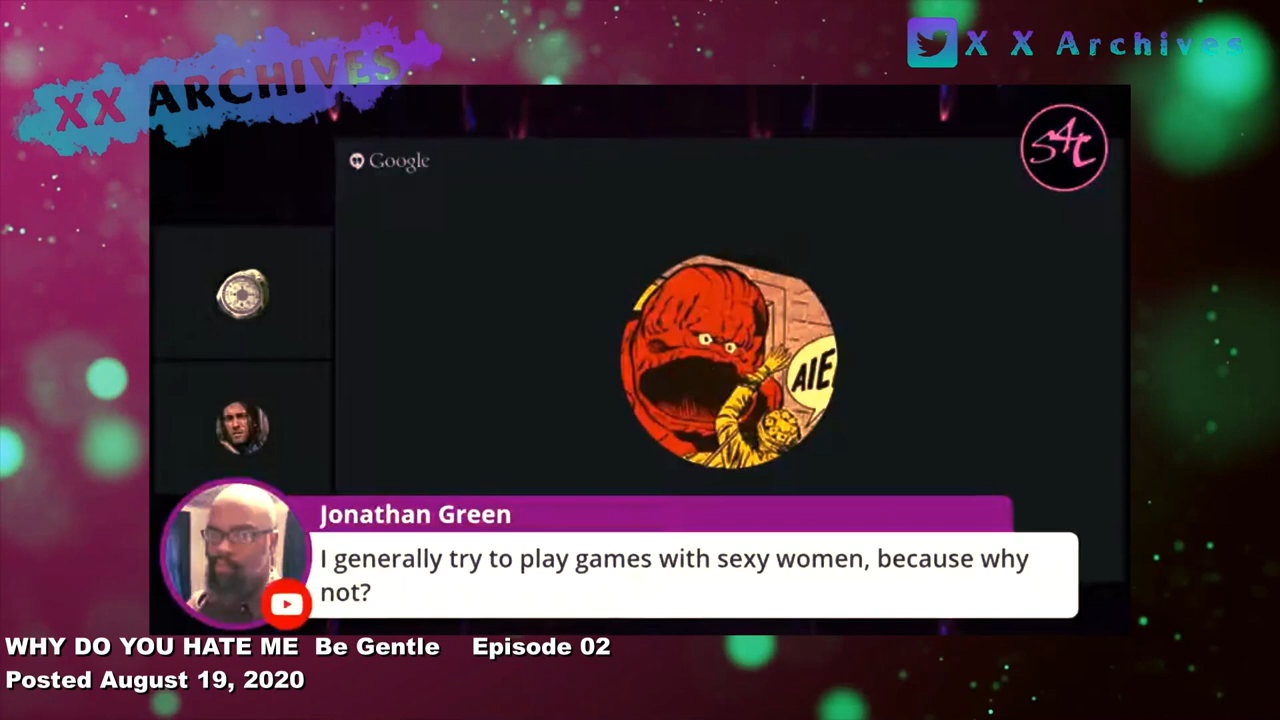 XX ARCHIVES
X X Archives
Google
S4C
AIE
Jonathan Green
I generally try to play games with sexy women, because why
not?
WHY DO YOU HATE ME Be Gentle Episode 02
Posted August 19, 2020